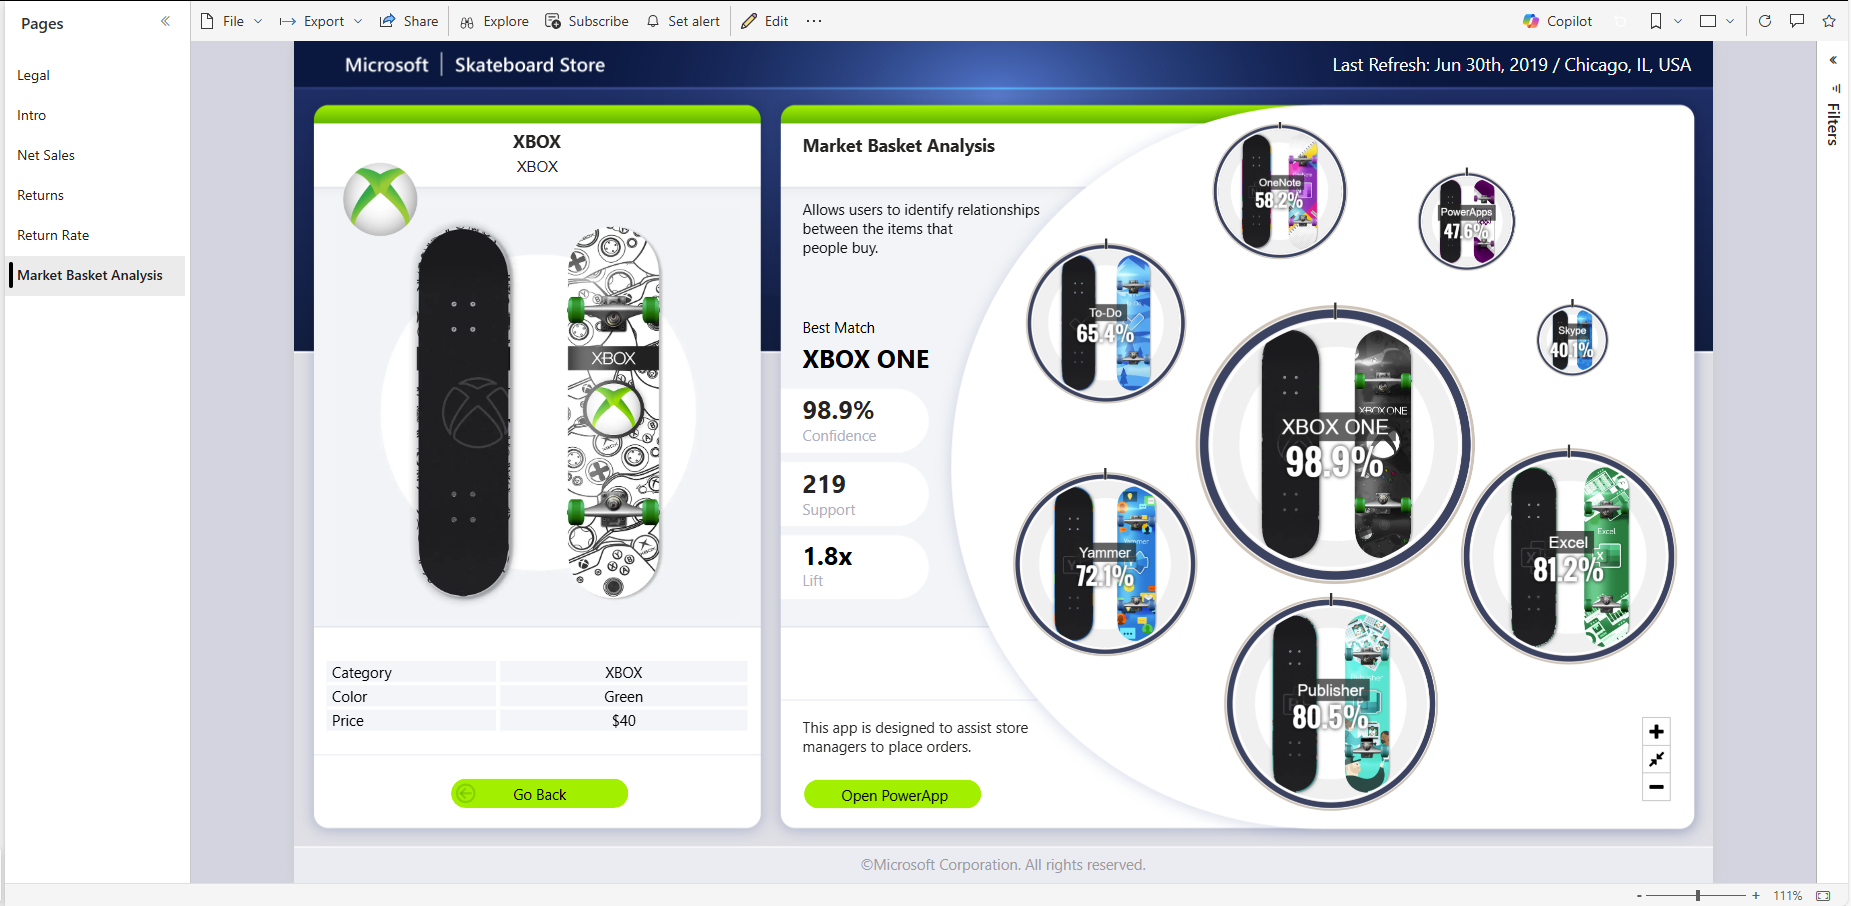 Pages
Legal
Intro
Net Sales
Returns
Return Rate
Market Basket Analysis
File
Export
Share
Explore
Subscribe
Set alert
Edit
Copilot
Filters
Microsoft | Skateboard Store
Last Refresh: Jun 30th, 2019 / Chicago, IL, USA
XBOX
XBOX
XBOX
Category XBOX
Color Green
Price $40
Go Back
Market Basket Analysis
Allows users to identify relationships
between the items that
people buy.
Best Match
XBOX ONE
98.9%
Confidence
219
Support
1.8x
Lift
This app is designed to assist store
managers to place orders.
Open PowerApp
OneNote
58.2%
PowerApps
47.6%
To-Do
65.4%
Skype
40.1%
XBOX ONE
XBOX ONE
98.9%
Yammer
Yammer
72.1%
Excel
Excel
81.2%
Publisher
80.5%
©Microsoft Corporation. All rights reserved.
- + 111%